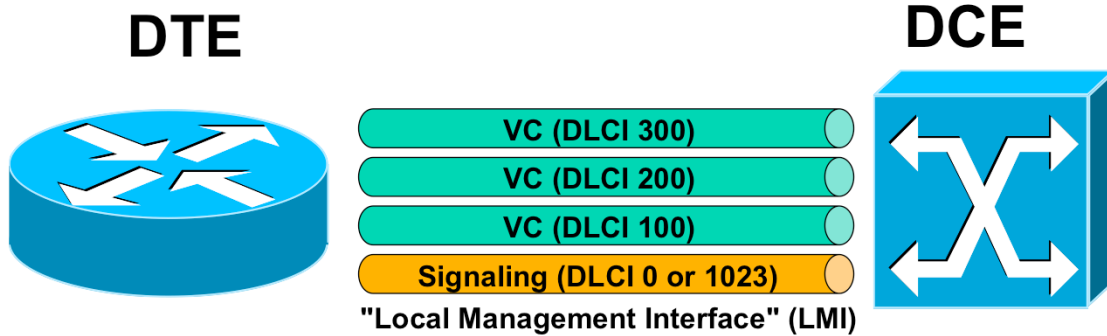 DTE
DCE
VC (DLCI 300)
VC (DLCI 200)
VC (DLCI 100)
Signaling (DLCI 0 or 1023)
"Local Management Interface" (LMI)